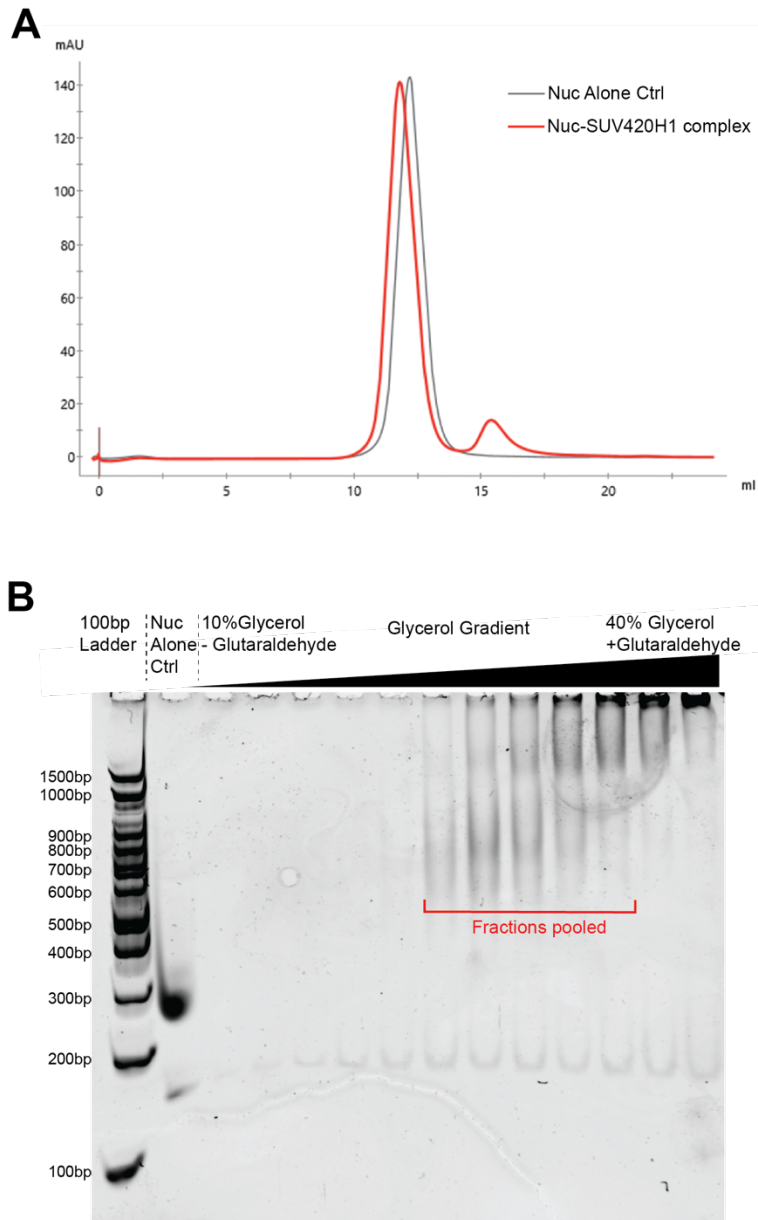 A
mAU
140
120
100
80
60
40
20
0
0
5
10
15
20
ml
Nuc Alone Ctrl
Nuc-SUV420H1 complex
B
100bp
Ladder
Nuc
Alone
Ctrl
10%Glycerol
- Glutaraldehyde
Glycerol Gradient
40% Glycerol
+Glutaraldehyde
1500bp
1000bp
900bp
800bp
700bp
600bp
500bp
400bp
300bp
200bp
100bp
Fractions pooled